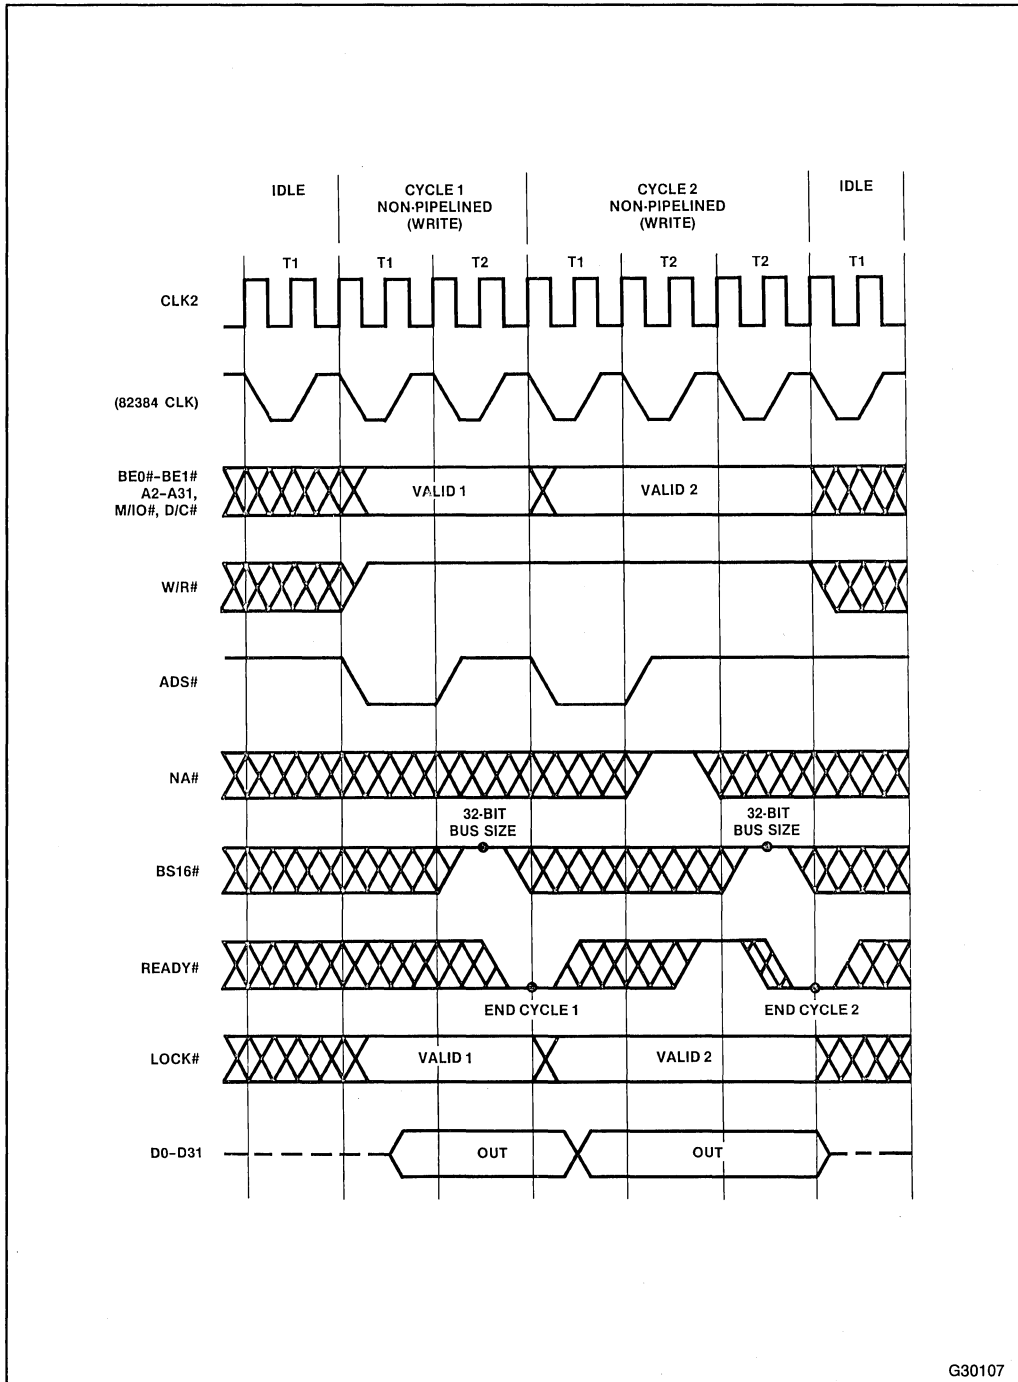 IDLE
CYCLE 1
NON-PIPELINED
(WRITE)
CYCLE 2
NON-PIPELINED
(WRITE)
IDLE
T1 T1 T2 T1 T2 T2 T1
CLK2
(82384 CLK)
BE0#-BE1#
A2-A31,
M/IO#, D/C#
VALID 1
VALID 2
W/R#
ADS#
NA#
32-BIT
BUS SIZE
32-BIT
BUS SIZE
BS16#
READY#
END CYCLE 1
END CYCLE 2
LOCK#
VALID 1
VALID 2
D0-D31
OUT
OUT
G30107